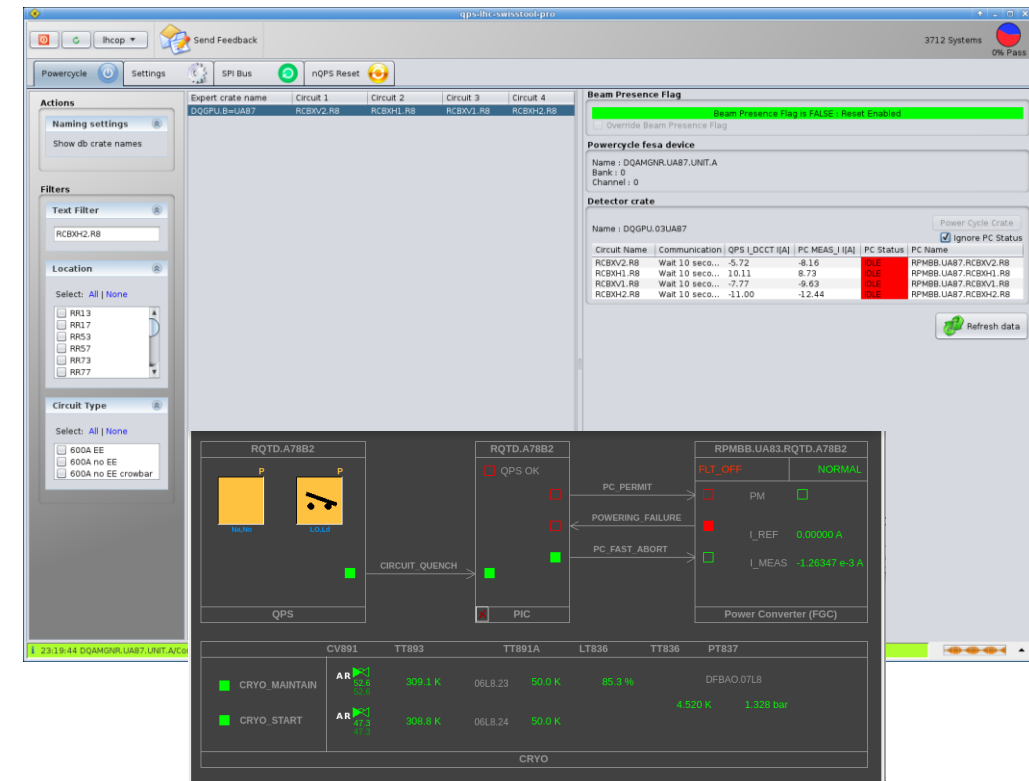 qps-lhc-swisstool-pro
lhcop
Send Feedback
3712 Systems
0% Pass
Powercycle
Settings
SPI Bus
nQPS Reset
Actions
Naming settings
Show db crate names
Filters
Text Filter
RCBXH2.R8
Location
Select: All | None
RR13
RR17
RR53
RR57
RR73
RR77
Circuit Type
Select: All | None
600A EE
600A no EE
600A no EE crowbar
Expert crate name Circuit 1 Circuit 2 Circuit 3 Circuit 4
DQGPU.B=UA87 RCBXV2.R8 RCBXH1.R8 RCBXV1.R8 RCBXH2.R8
Beam Presence Flag
Beam Presence Flag is FALSE : Reset Enabled
Override Beam Presence Flag
Powercycle fesa device
Name : DQAMGNR.UA87.UNIT.A
Bank : 0
Channel : 0
Detector crate
Name : DQGPU.03UA87
Power Cycle Crate
Ignore PC Status
Circuit Name Communication QPS I_DCCT I[A] PC MEAS_I I[A] PC Status PC Name
RCBXV2.R8 Wait 10 seco... -5.72 -8.16 IDLE RPMBB.UA87.RCBXV2.R8
RCBXH1.R8 Wait 10 seco... 10.11 8.73 IDLE RPMBB.UA87.RCBXH1.R8
RCBXV1.R8 Wait 10 seco... -7.77 -9.63 IDLE RPMBB.UA87.RCBXV1.R8
RCBXH2.R8 Wait 10 seco... -11.00 -12.44 IDLE RPMBB.UA87.RCBXH2.R8
Refresh data
RQTD.A78B2 RQTD.A78B2 RPMBB.UA83.RQTD.A78B2
P P
No,No LO,Ld
QPS OK
FLT_OFF NORMAL
PC_PERMIT
PM
POWERING_FAILURE
I_REF 0.00000 A
PC_FAST_ABORT
I_MEAS -1.26347 e-3 A
CIRCUIT_QUENCH
QPS PIC Power Converter (FGC)
CV891 TT893 TT891A LT836 TT836 PT837
CRYO_MAINTAIN AR 52.6 309.1 K 06L8.23 50.0 K 85.3 % DFBAO.07L8
52.6
4.520 K 1.328 bar
CRYO_START AR 47.3 308.8 K 06L8.24 50.0 K
47.3
CRYO
23:19:44 DQAMGNR.UA87.UNIT.A/Co